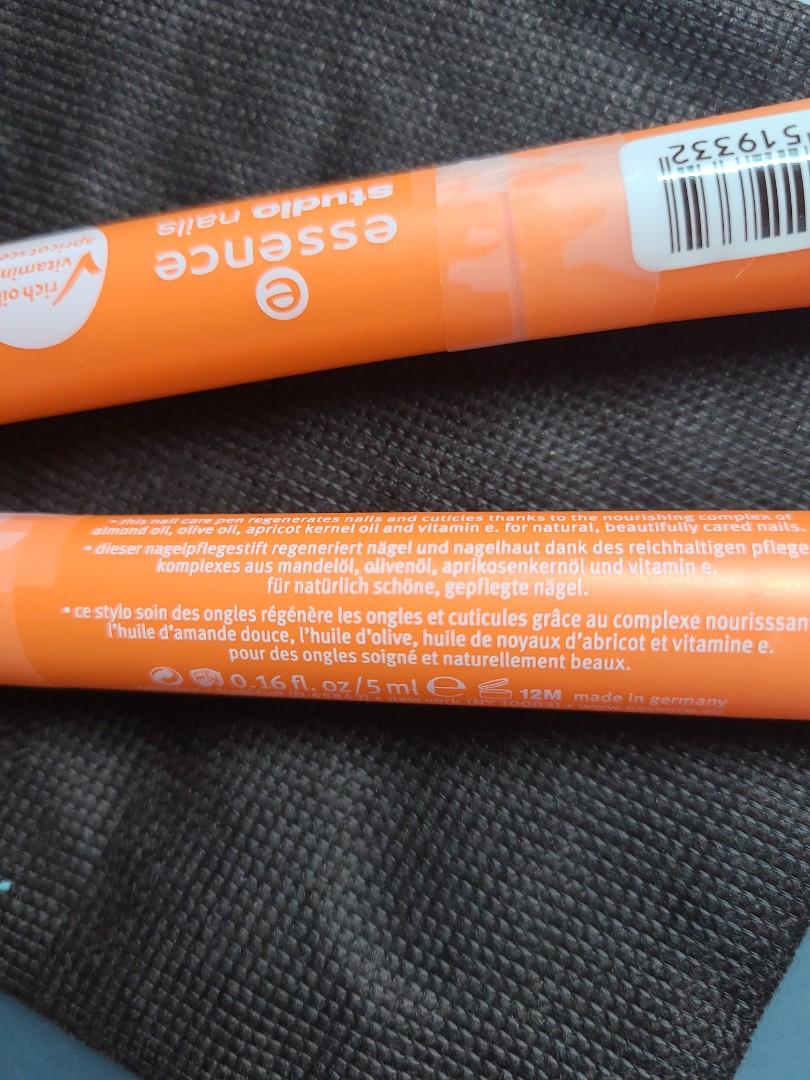 519332
essence
studio nails
rich oil
vitamin
apricot
• this nail care pen regenerates nails and cuticles thanks to the nourishing complex of
almond oil, olive oil, apricot kernel oil and vitamin e. for natural, beautifully cared nails.
• dieser nagelpflegestift regeneriert nägel und nagelhaut dank des reichhaltigen pflege
komplexes aus mandelöl, olivenöl, aprikosenkernöl und vitamin e.
für natürlich schöne, gepflegte nägel.
• ce stylo soin des ongles régénère les ongles et cuticules grâce au complexe nourisssan
l'huile d'amande douce, l'huile d'olive, huile de noyaux d'abricot et vitamine e.
pour des ongles soigné et naturellement beaux.
0.16 fl. oz/5 ml e 12M made in germany
new york (NY 10003) •